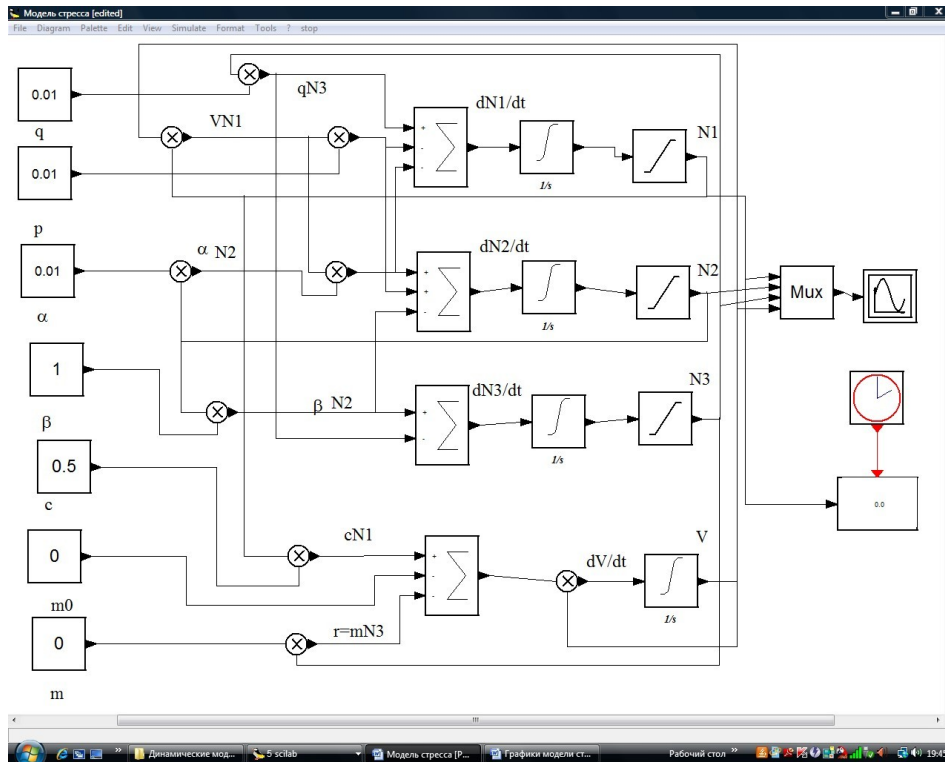 Модель стресса [edited]
File Diagram Palette Edit View Simulate Format Tools ? stop
0.01
q
qN3
dN1/dt
VN1
N1
+
-
-
1/s
0.01
p
α N2
dN2/dt
N2
0.01
+
+
-
1/s
Mux
α
1
β
β N2
dN3/dt
N3
+
-
1/s
0.5
c
0.0
cN1
V
0
+
-
-
dV/dt
1/s
m0
r=mN3
0
m
Динамические мод...
5 scilab
Модель стресса [Р...
Графики модели ст...
Рабочий стол »
19:45